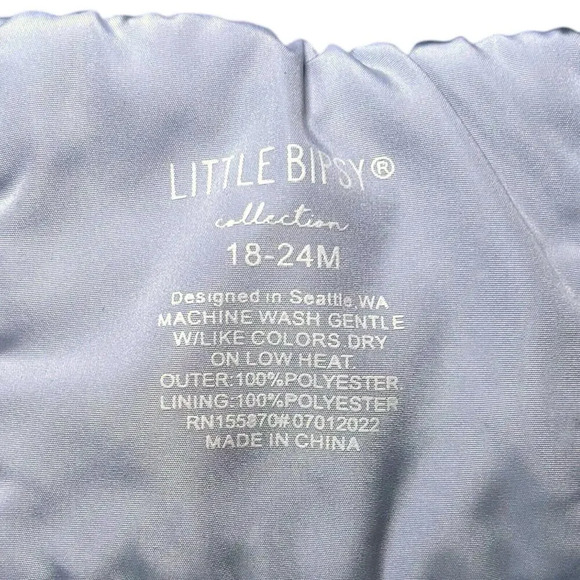 LITTLE BIPSY®
collection
18-24M
Designed in Seattle,WA
MACHINE WASH GENTLE
W/LIKE COLORS.DRY
ON LOW HEAT.
OUTER:100%POLYESTER.
LINING:100%POLYESTER.
RN155870#07012022
MADE IN CHINA